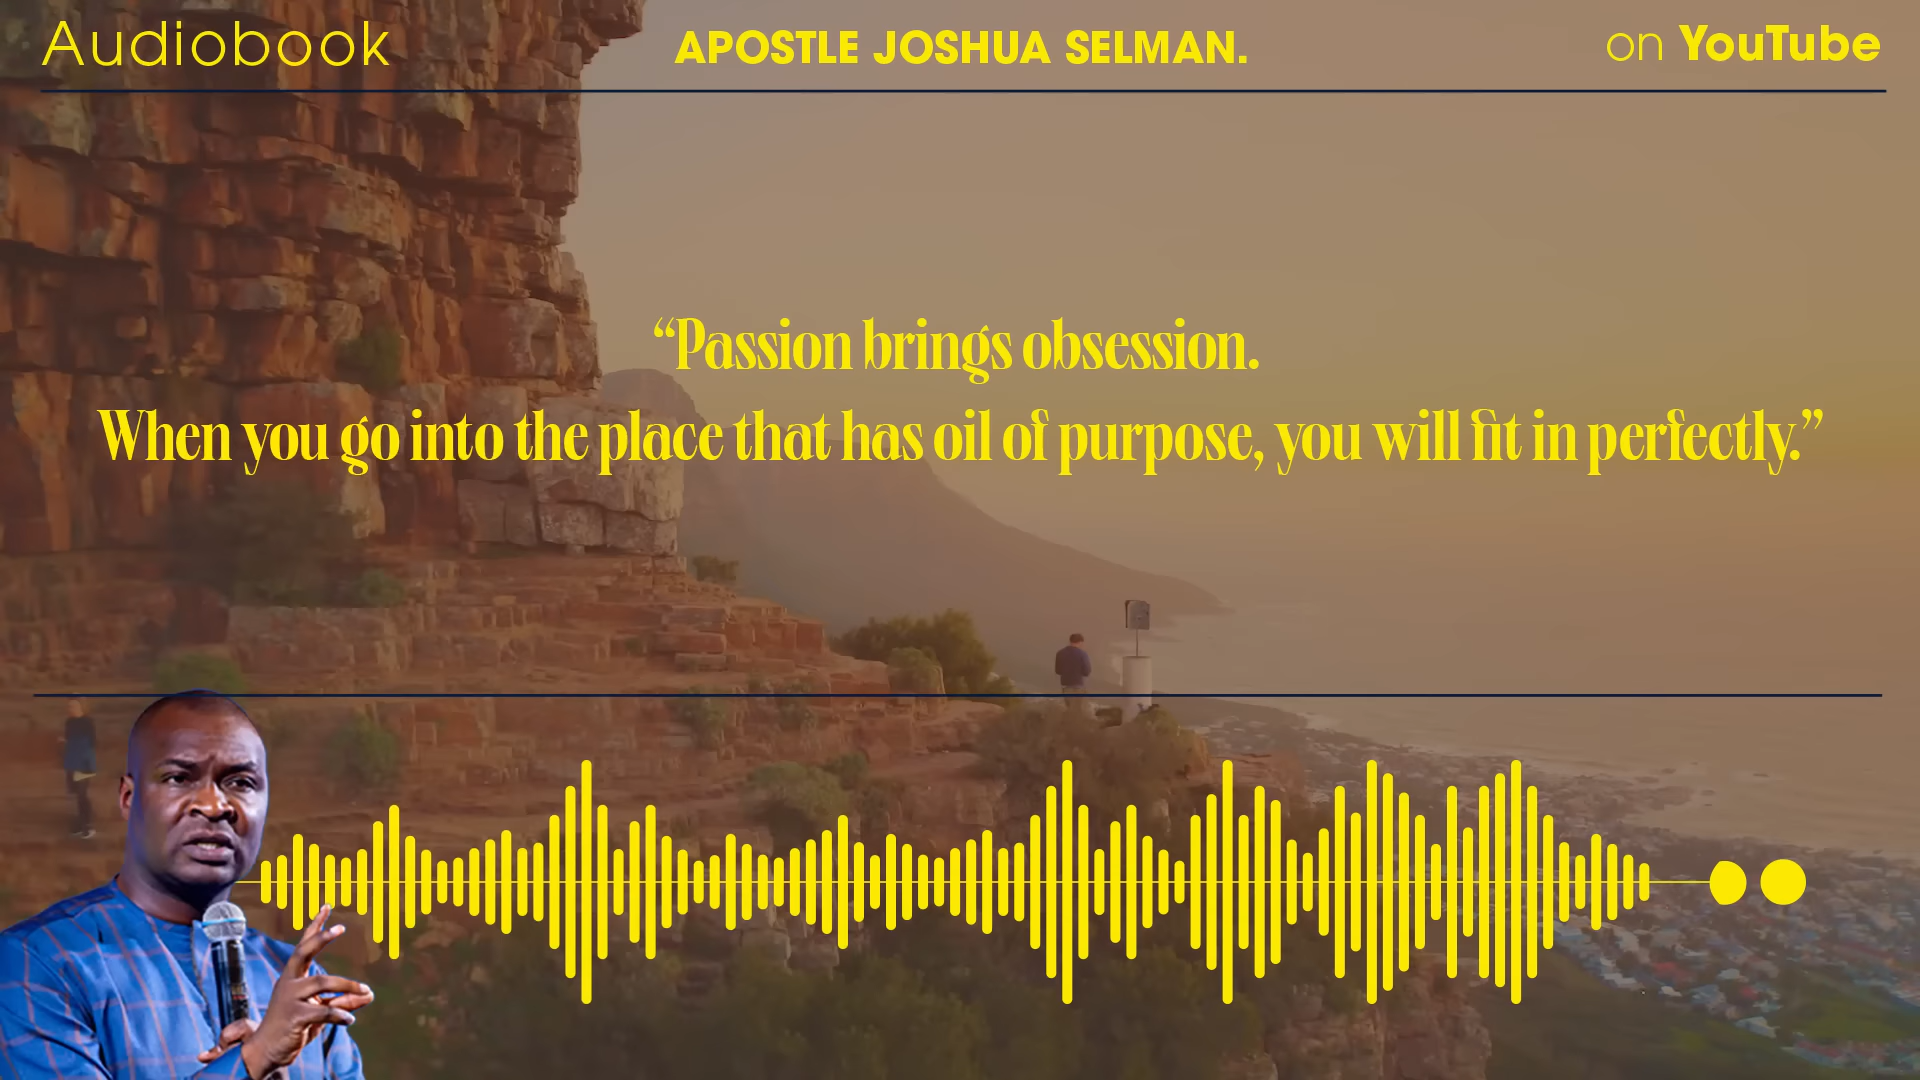 Audiobook
APOSTLE JOSHUA SELMAN.
on YouTube
“Passion brings obsession.
When you go into the place that has oil of purpose, you will fit in perfectly.”